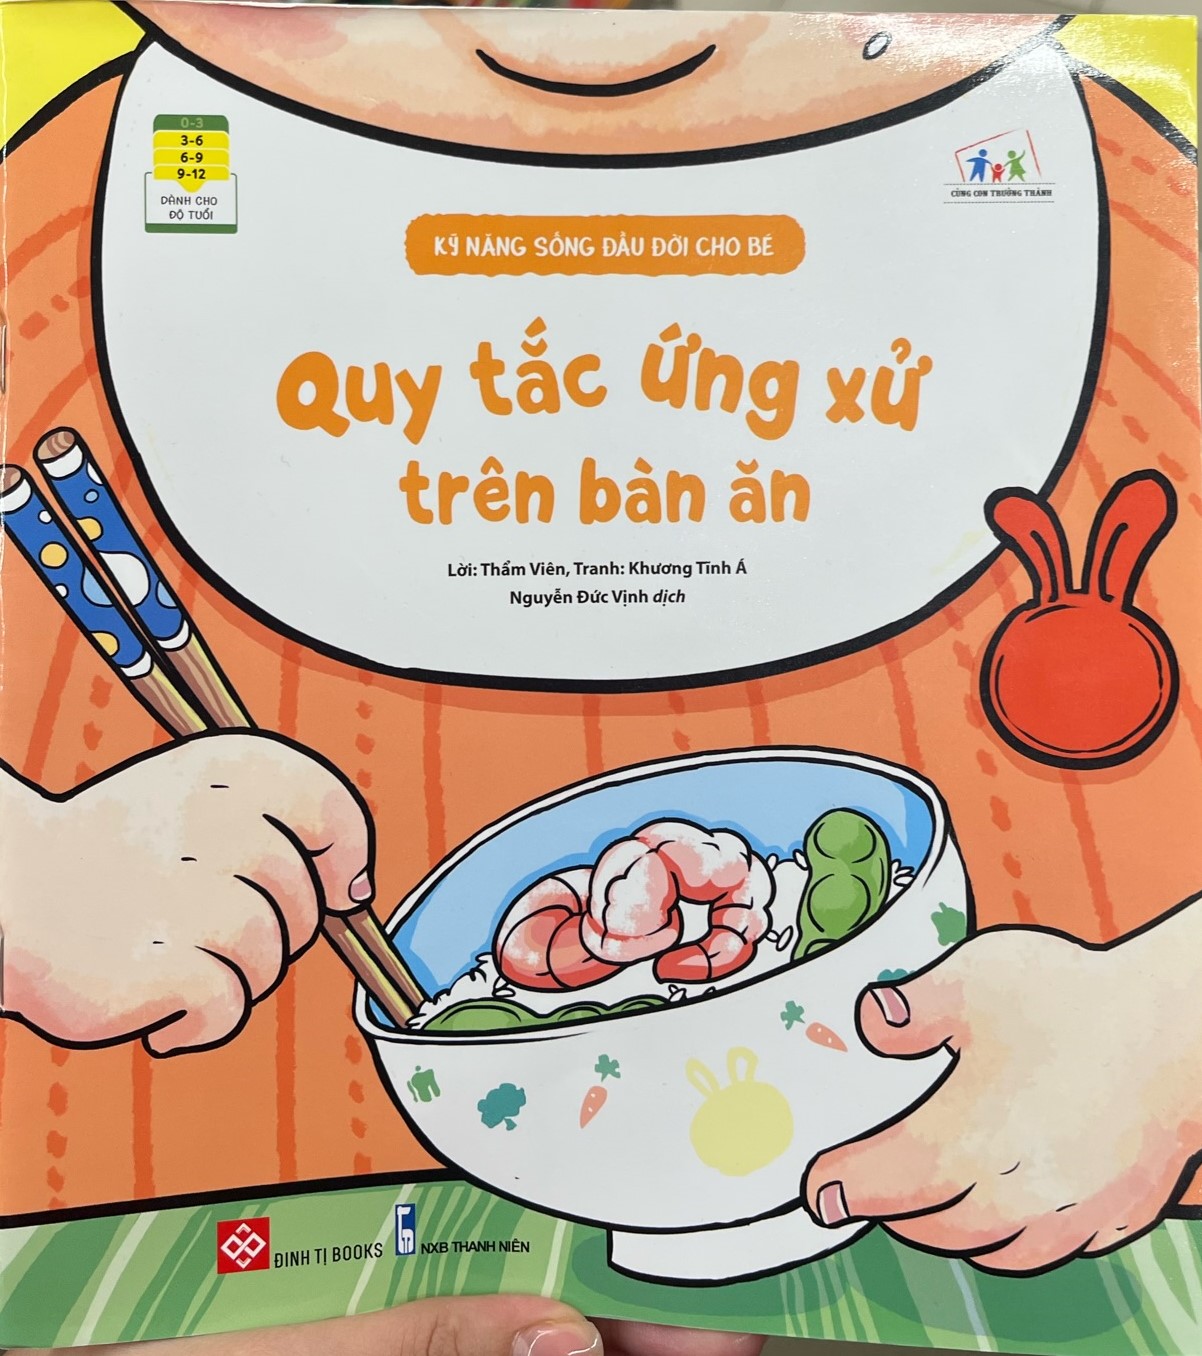 0-3
3-6
6-9
9-12
DÀNH CHO
ĐỘ TUỔI
CÙNG CON TRƯỞNG THÀNH
KỸ NĂNG SỐNG ĐẦU ĐỜI CHO BÉ
Quy tắc ứng xử
trên bàn ăn
Lời: Thẩm Viên, Tranh: Khương Tĩnh Á
Nguyễn Đức Vịnh dịch
ĐINH TỊ BOOKS
NXB THANH NIÊN